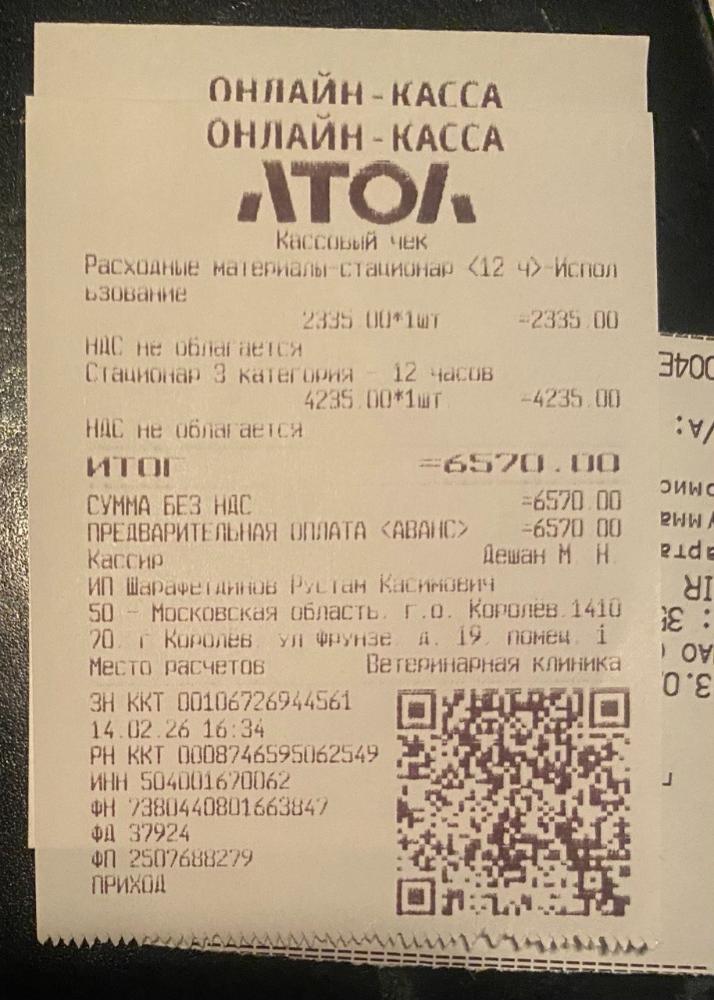 ОНЛАЙН-КАССА
ОНЛАЙН-КАССА
АТОЛ
Кассовый чек
Расходные материалы-стационар <12 ч>-Испол
ьзование
2335.00*1шт =2335.00
НДС не облагается
Стационар 3 категория - 12 часов
4235.00*1шт =4235.00
НДС не облагается
ИТОГ =6570.00
СУММА БЕЗ НДС =6570.00
ПРЕДВАРИТЕЛЬНАЯ ОПЛАТА <АВАНС> =6570.00
Кассир Дешан М. Н.
ИП Шарафетдинов Рустам Касимович
50 - Московская область, г.о. Королёв,1410
70, г Королёв, ул Фрунзе, д. 19, помещ. 1
Место расчетов Ветеринарная клиника
ЗН ККТ 00106726944561
14.02.26 16:34
РН ККТ 0008746595062549
ИНН 504001670062
ФН 7380440801663847
ФД 37924
ФП 2507688279
ПРИХОД